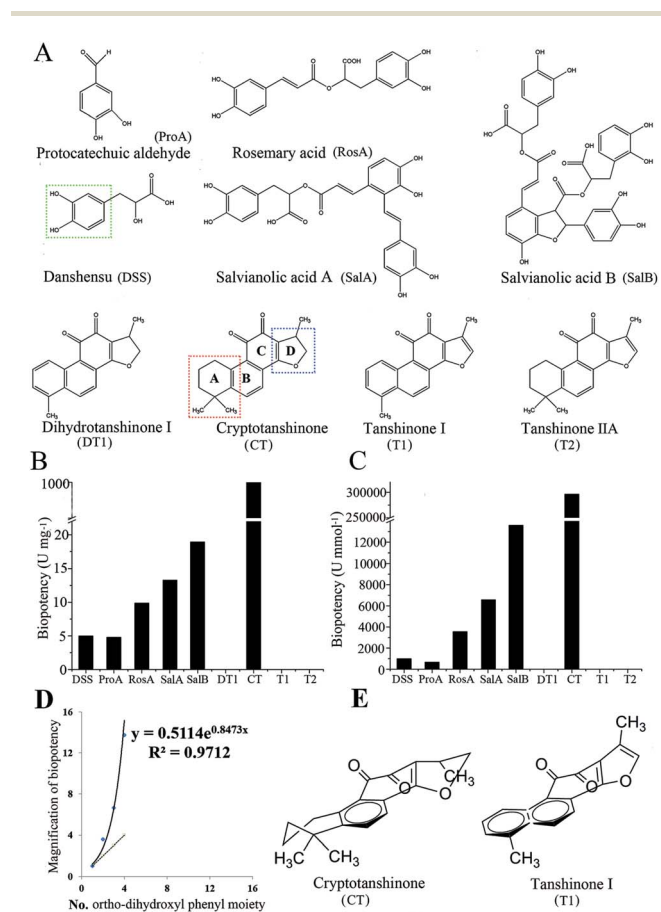 A
(ProA)
Protocatechuic aldehyde
Rosemary acid (RosA)
Danshensu (DSS)
Salvianolic acid A (SalA)
Salvianolic acid B (SalB)
A B C D
Dihydrotanshinone I
(DT1)
Cryptotanshinone
(CT)
Tanshinone I
(T1)
Tanshinone IIA
(T2)
B
Biopotency (U mg-1)
1000
20
15
10
5
0
DSS ProA RosA SalA SalB DT1 CT T1 T2
C
Biopotency (U mmol-1)
300000
250000
12000
10000
8000
6000
4000
2000
0
DSS ProA RosA SalA SalB DT1 CT T1 T2
D
Magnification of biopotency
16
12
8
4
0
y = 0.5114e0.8473x
R² = 0.9712
0 4 8 12 16
No. ortho-dihydroxyl phenyl moiety
E
O O O CH3
H3C CH3
Cryptotanshinone
(CT)
CH3
O O O
CH3
Tanshinone I
(T1)